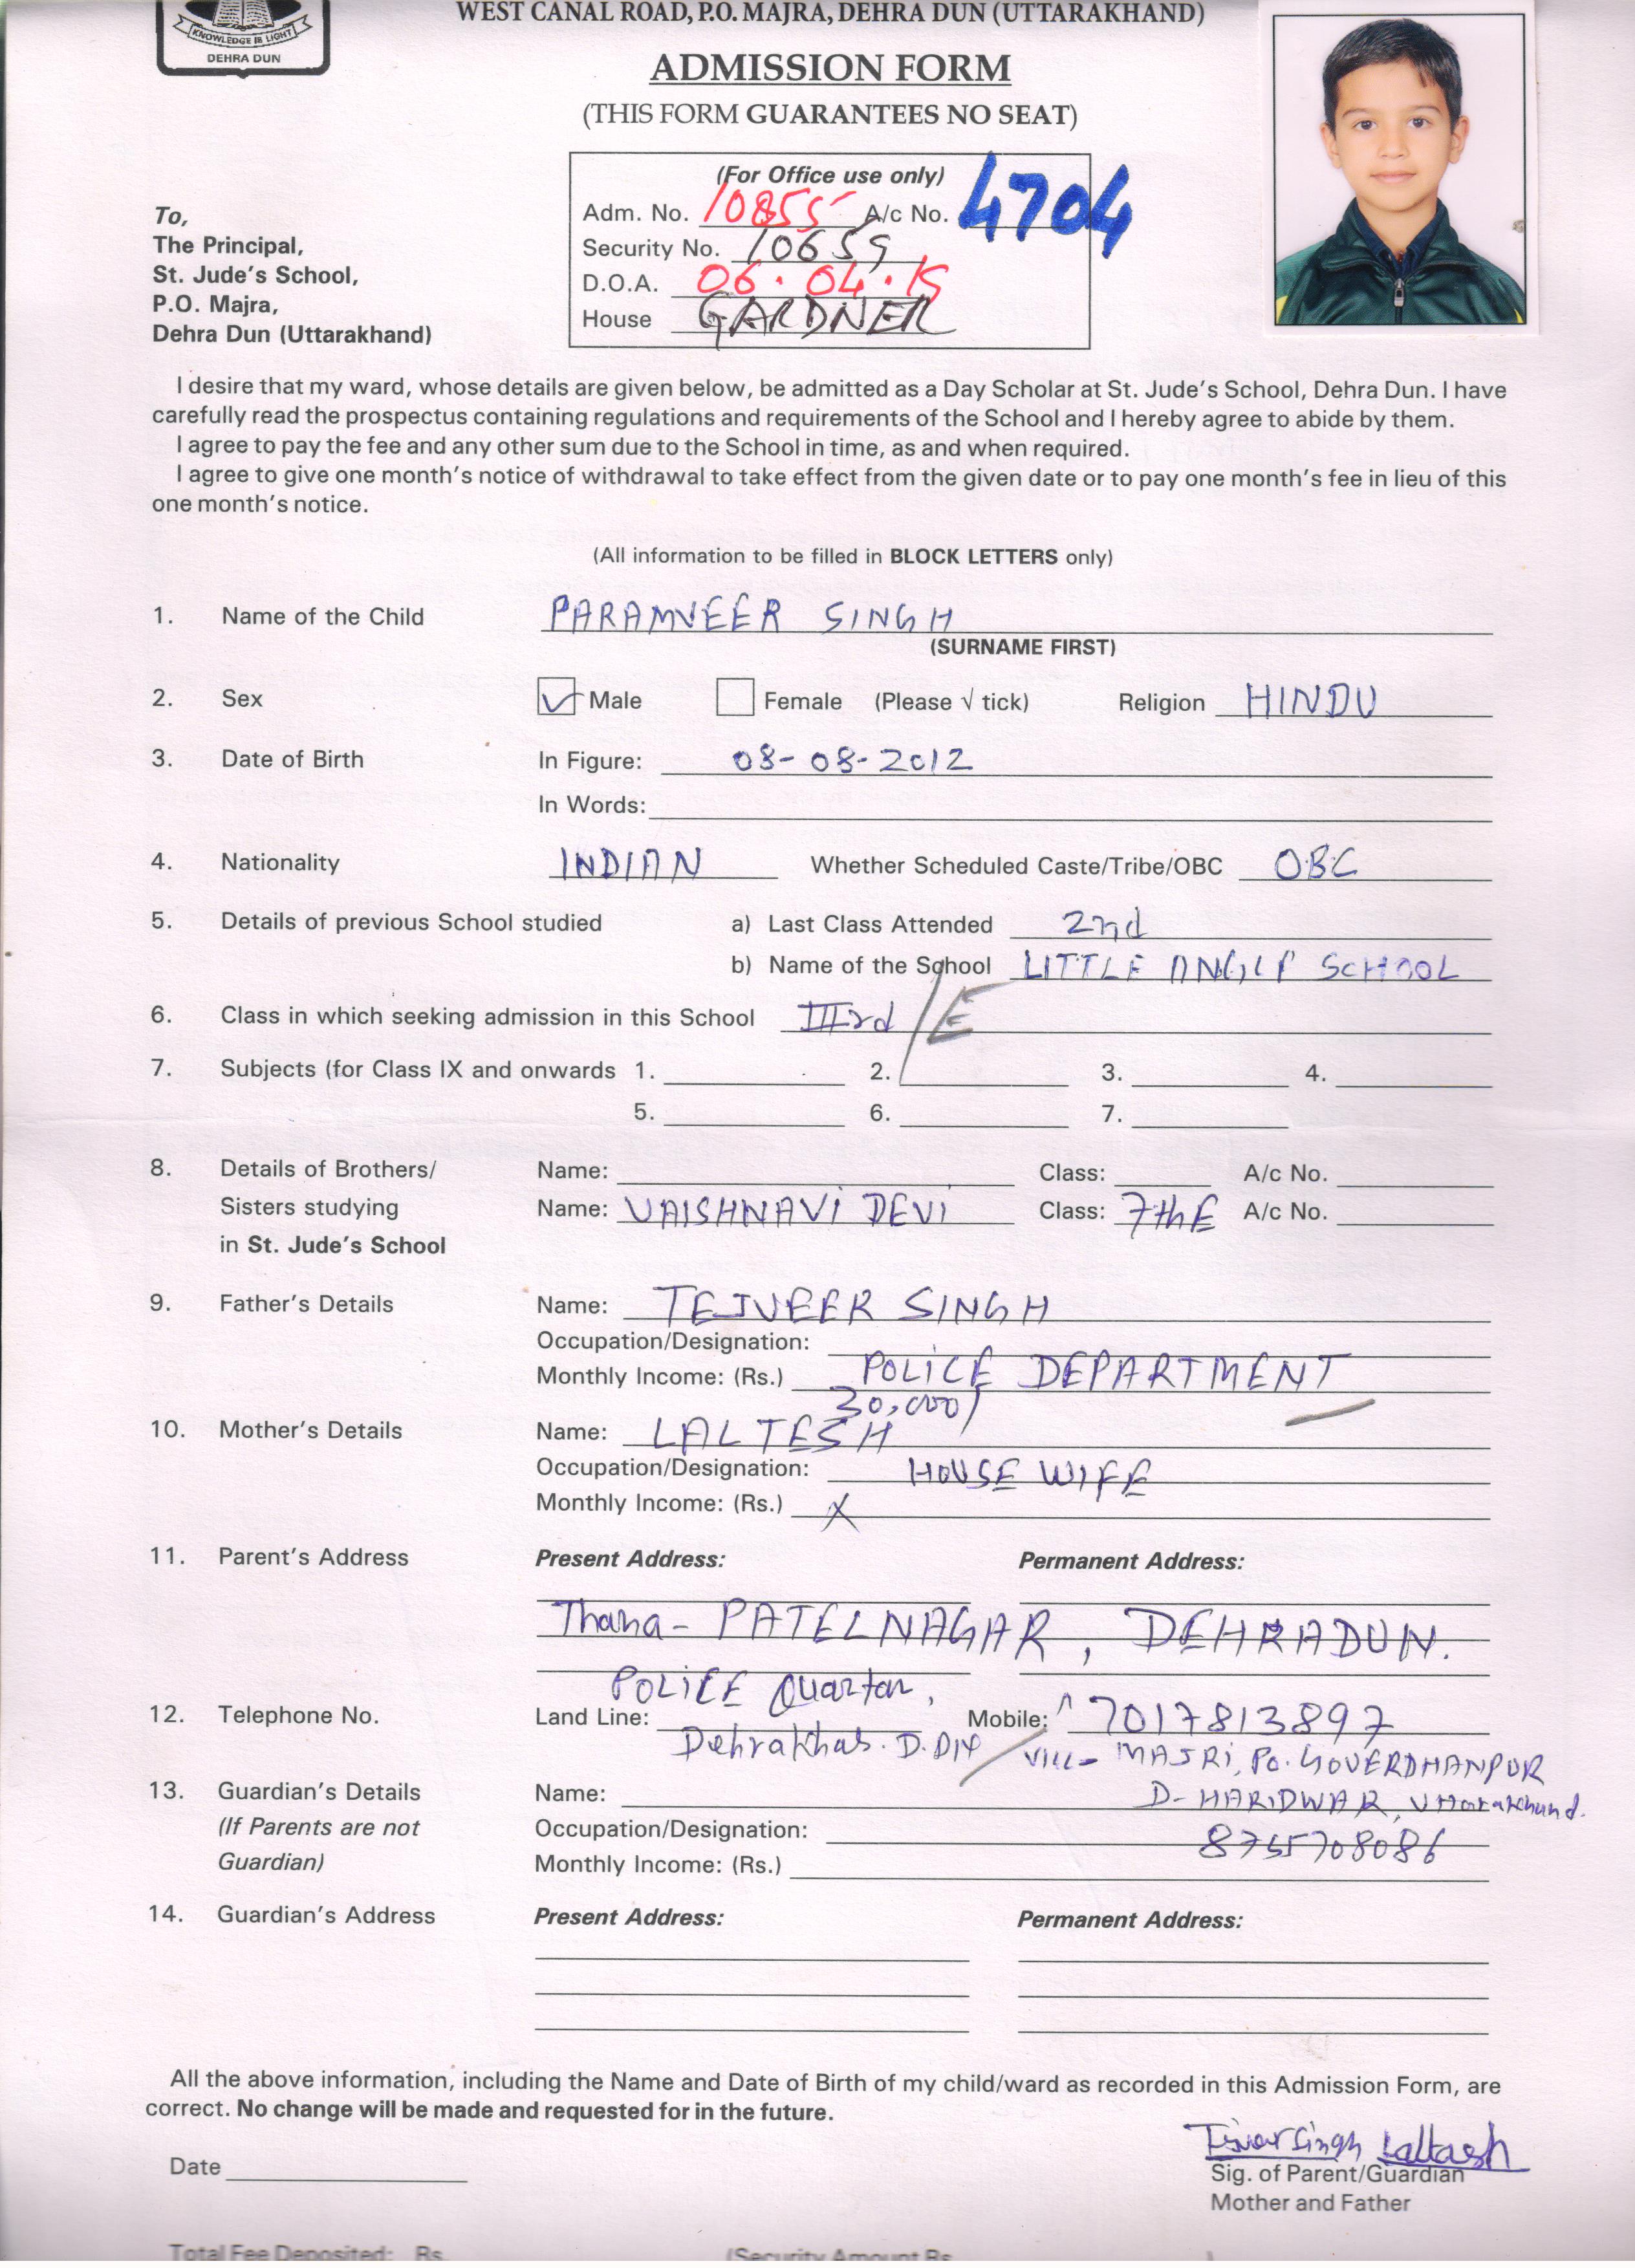 KNOWLEDGE IS LIGHT
DEHRA DUN
WEST CANAL ROAD, P.O. MAJRA, DEHRA DUN (UTTARAKHAND)
ADMISSION FORM
(THIS FORM GUARANTEES NO SEAT)
(For Office use only)
Adm. No. 10855 A/c No. 4704
Security No. 10659
D.O.A. 06.04.15
House GARDNER
To,
The Principal,
St. Jude's School,
P.O. Majra,
Dehra Dun (Uttarakhand)
I desire that my ward, whose details are given below, be admitted as a Day Scholar at St. Jude's School, Dehra Dun. I have
carefully read the prospectus containing regulations and requirements of the School and I hereby agree to abide by them.
I agree to pay the fee and any other sum due to the School in time, as and when required.
I agree to give one month's notice of withdrawal to take effect from the given date or to pay one month's fee in lieu of this
one month's notice.
(All information to be filled in BLOCK LETTERS only)
1. Name of the Child PARAMVEER SINGH
(SURNAME FIRST)
2. Sex Male Female (Please √ tick) Religion HINDU
3. Date of Birth In Figure: 08-08-2012
In Words:
4. Nationality INDIAN Whether Scheduled Caste/Tribe/OBC OBC
5. Details of previous School studied a) Last Class Attended 2nd
b) Name of the School LITTLE SCHOOL
6. Class in which seeking admission in this School IIIrd /E
7. Subjects (for Class IX and onwards 1. 2. 3. 4.
5. 6. 7.
8. Details of Brothers/ Name: Class: A/c No.
Sisters studying Name: VAISHNAVI DEVI Class: 7th E A/c No.
in St. Jude's School
9. Father's Details Name: TEJVEER SINGH
Occupation/Designation:
Monthly Income: (Rs.) POLICE DEPARTMENT
30,000/
10. Mother's Details Name: LALTESH
Occupation/Designation: HOUSE WIFE
Monthly Income: (Rs.) X
11. Parent's Address Present Address: Permanent Address:
Thana- PATELNAGAR, DEHRADUN.
POLICE Quarter,
12. Telephone No. Land Line: Mobile: 7017813897
Dehrakhas. D.DUN VILL- MAJRI, PO. GOVERDHANPUR
13. Guardian's Details Name: D- HARIDWAR, Uttarakhand.
(If Parents are not Occupation/Designation: 8755708086
Guardian) Monthly Income: (Rs.)
14. Guardian's Address Present Address: Permanent Address:
All the above information, including the Name and Date of Birth of my child/ward as recorded in this Admission Form, are
correct. No change will be made and requested for in the future.
Singh Laltesh
Date Sig. of Parent/Guardian
Mother and Father
Total Fee Deposited: Rs. (Security Amount Rs. )